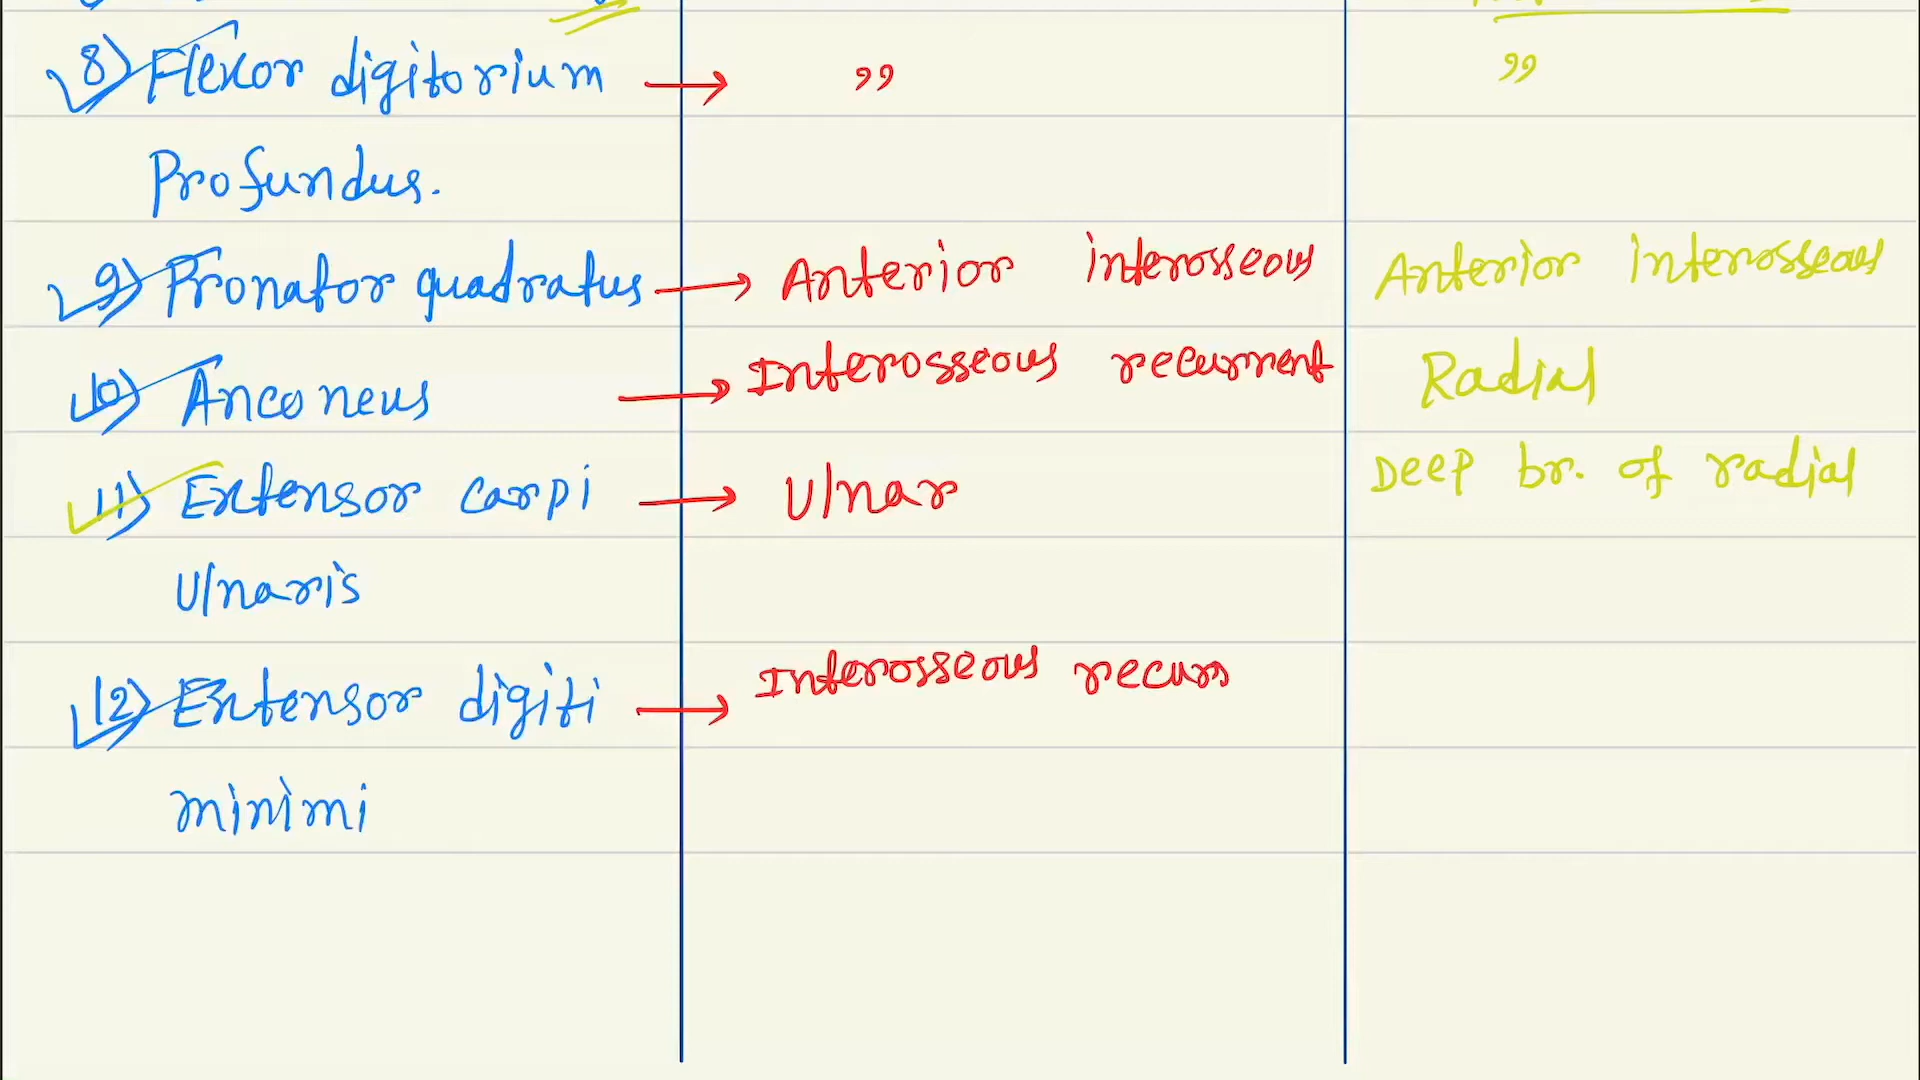 8) Flexor digitorium → ” ”
Profundus.
9) Pronator quadratus → Anterior interosseous Anterior interosseous
10) Anconeus → Interosseous recurrent Radial
11) Extensor carpi → Ulnar Deep br. of radial
Ulnaris
12) Extensor digiti → Interosseous recurr
minimi